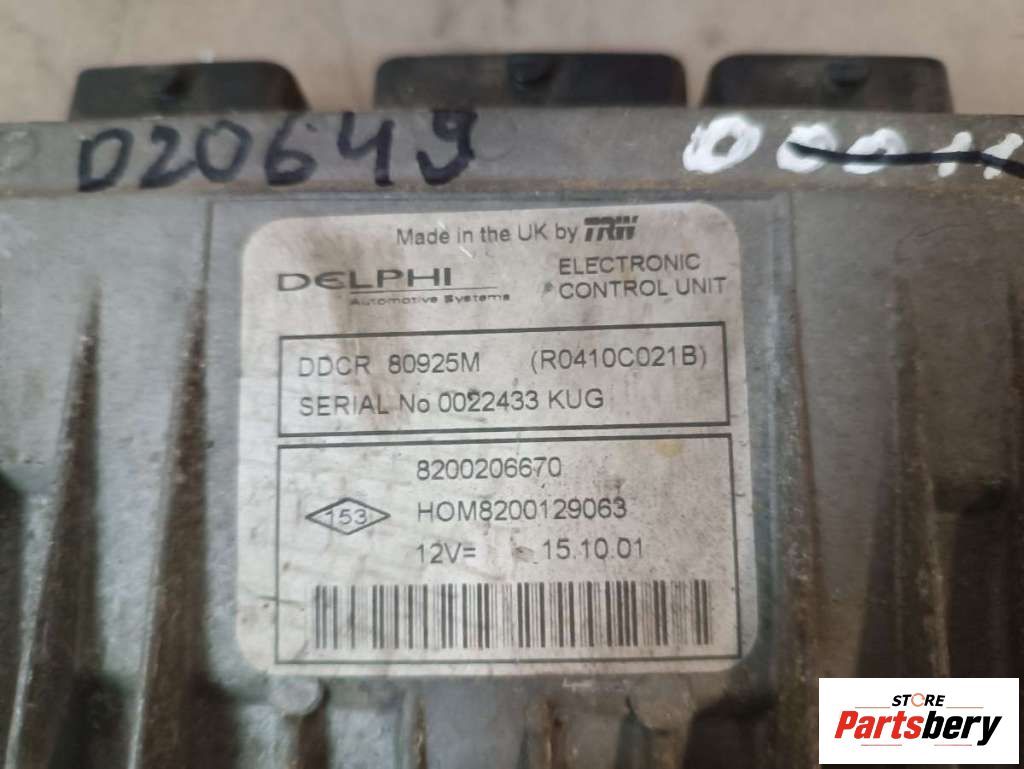 020649
Made in the UK by TRW
DELPHI
Automotive Systems
ELECTRONIC
CONTROL UNIT
DDCR 80925M (R0410C021B)
SERIAL No 0022433 KUG
8200206670
153
HOM8200129063
12V= 15.10.01
STORE
Partsbery